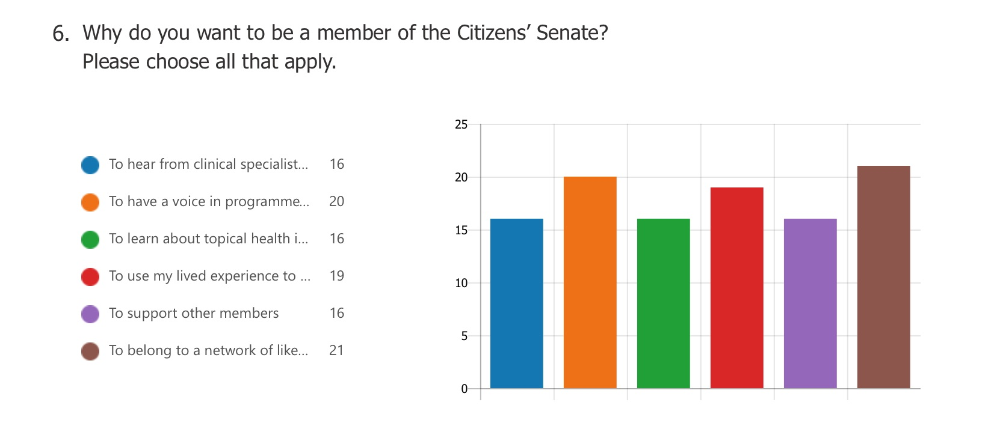 6. Why do you want to be a member of the Citizens’ Senate?
Please choose all that apply.
To hear from clinical specialist... 16
To have a voice in programme... 20
To learn about topical health i... 16
To use my lived experience to ... 19
To support other members 16
To belong to a network of like... 21
25
20
15
10
5
0